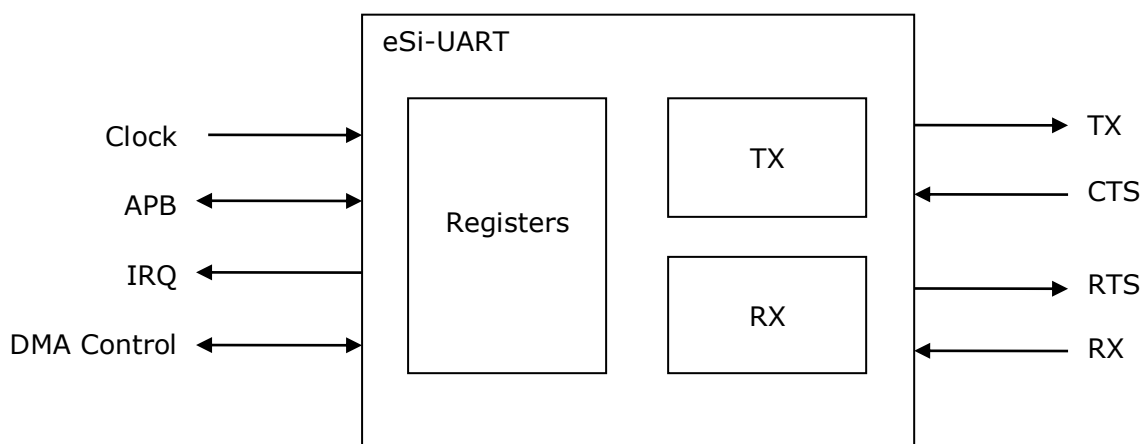 eSi-UART
Clock
APB
IRQ
DMA Control
Registers
TX
RX
TX
CTS
RTS
RX